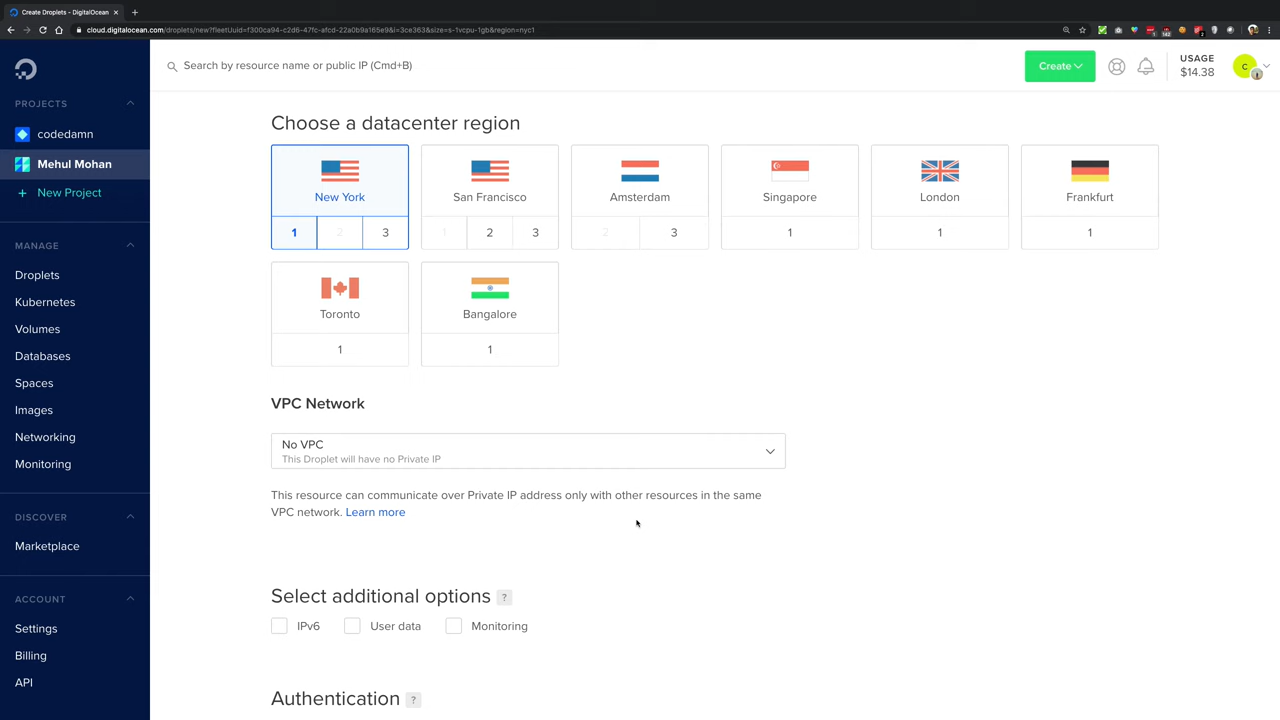 Create Droplets - DigitalOcean
cloud.digitalocean.com/droplets/new?fleetUuid=f300ca94-c2d6-47fc-afcd-22a0b9a165e9&i=3ce363&size=s-1vcpu-1gb&region=nyc1
Search by resource name or public IP (Cmd+B)
Create
USAGE
$14.38
C
PROJECTS
codedamn
Mehul Mohan
+ New Project
MANAGE
Droplets
Kubernetes
Volumes
Databases
Spaces
Images
Networking
Monitoring
DISCOVER
Marketplace
ACCOUNT
Settings
Billing
API
Choose a datacenter region
New York
1 2 3
San Francisco
1 2 3
Amsterdam
2 3
Singapore
1
London
1
Frankfurt
1
Toronto
1
Bangalore
1
VPC Network
No VPC
This Droplet will have no Private IP
This resource can communicate over Private IP address only with other resources in the same
VPC network. Learn more
Select additional options ?
IPv6 User data Monitoring
Authentication ?